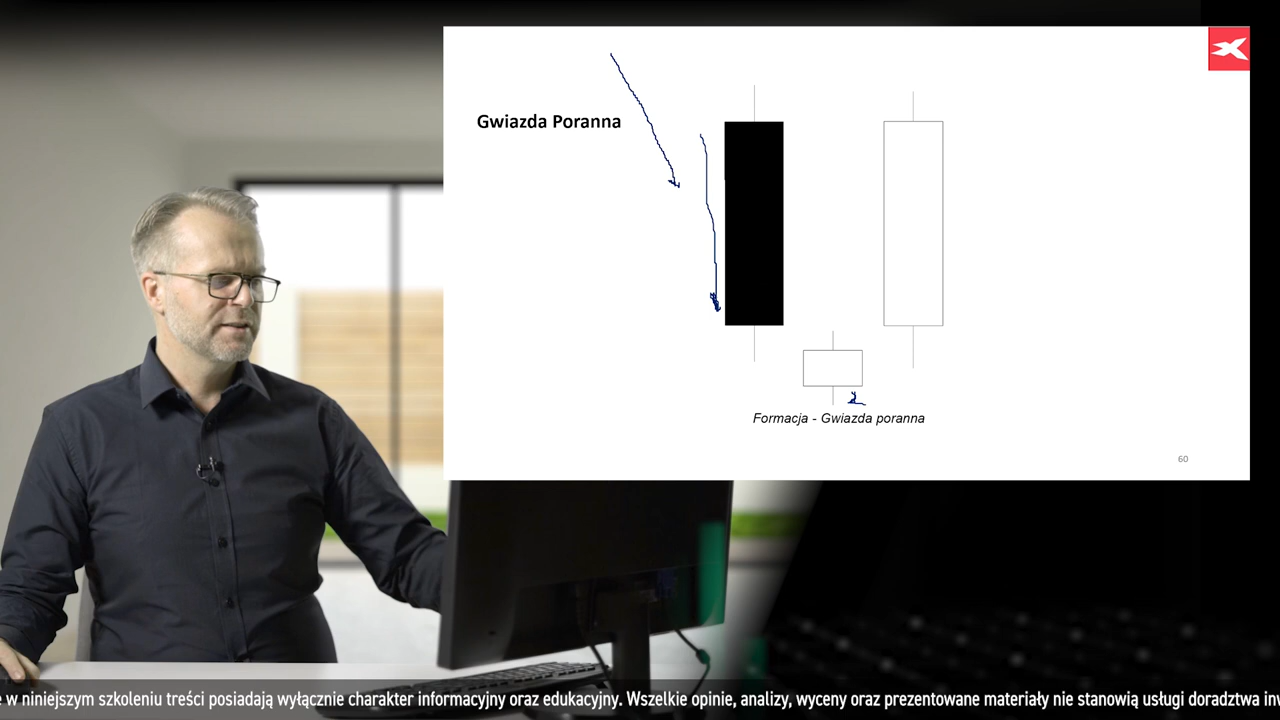 Gwiazda Poranna
Formacja - Gwiazda poranna
60
w niniejszym szkoleniu treści posiadają wyłącznie charakter informacyjny oraz edukacyjny. Wszelkie opinie, analizy, wyceny oraz prezentowane materiały nie stanowią usługi doradztwa